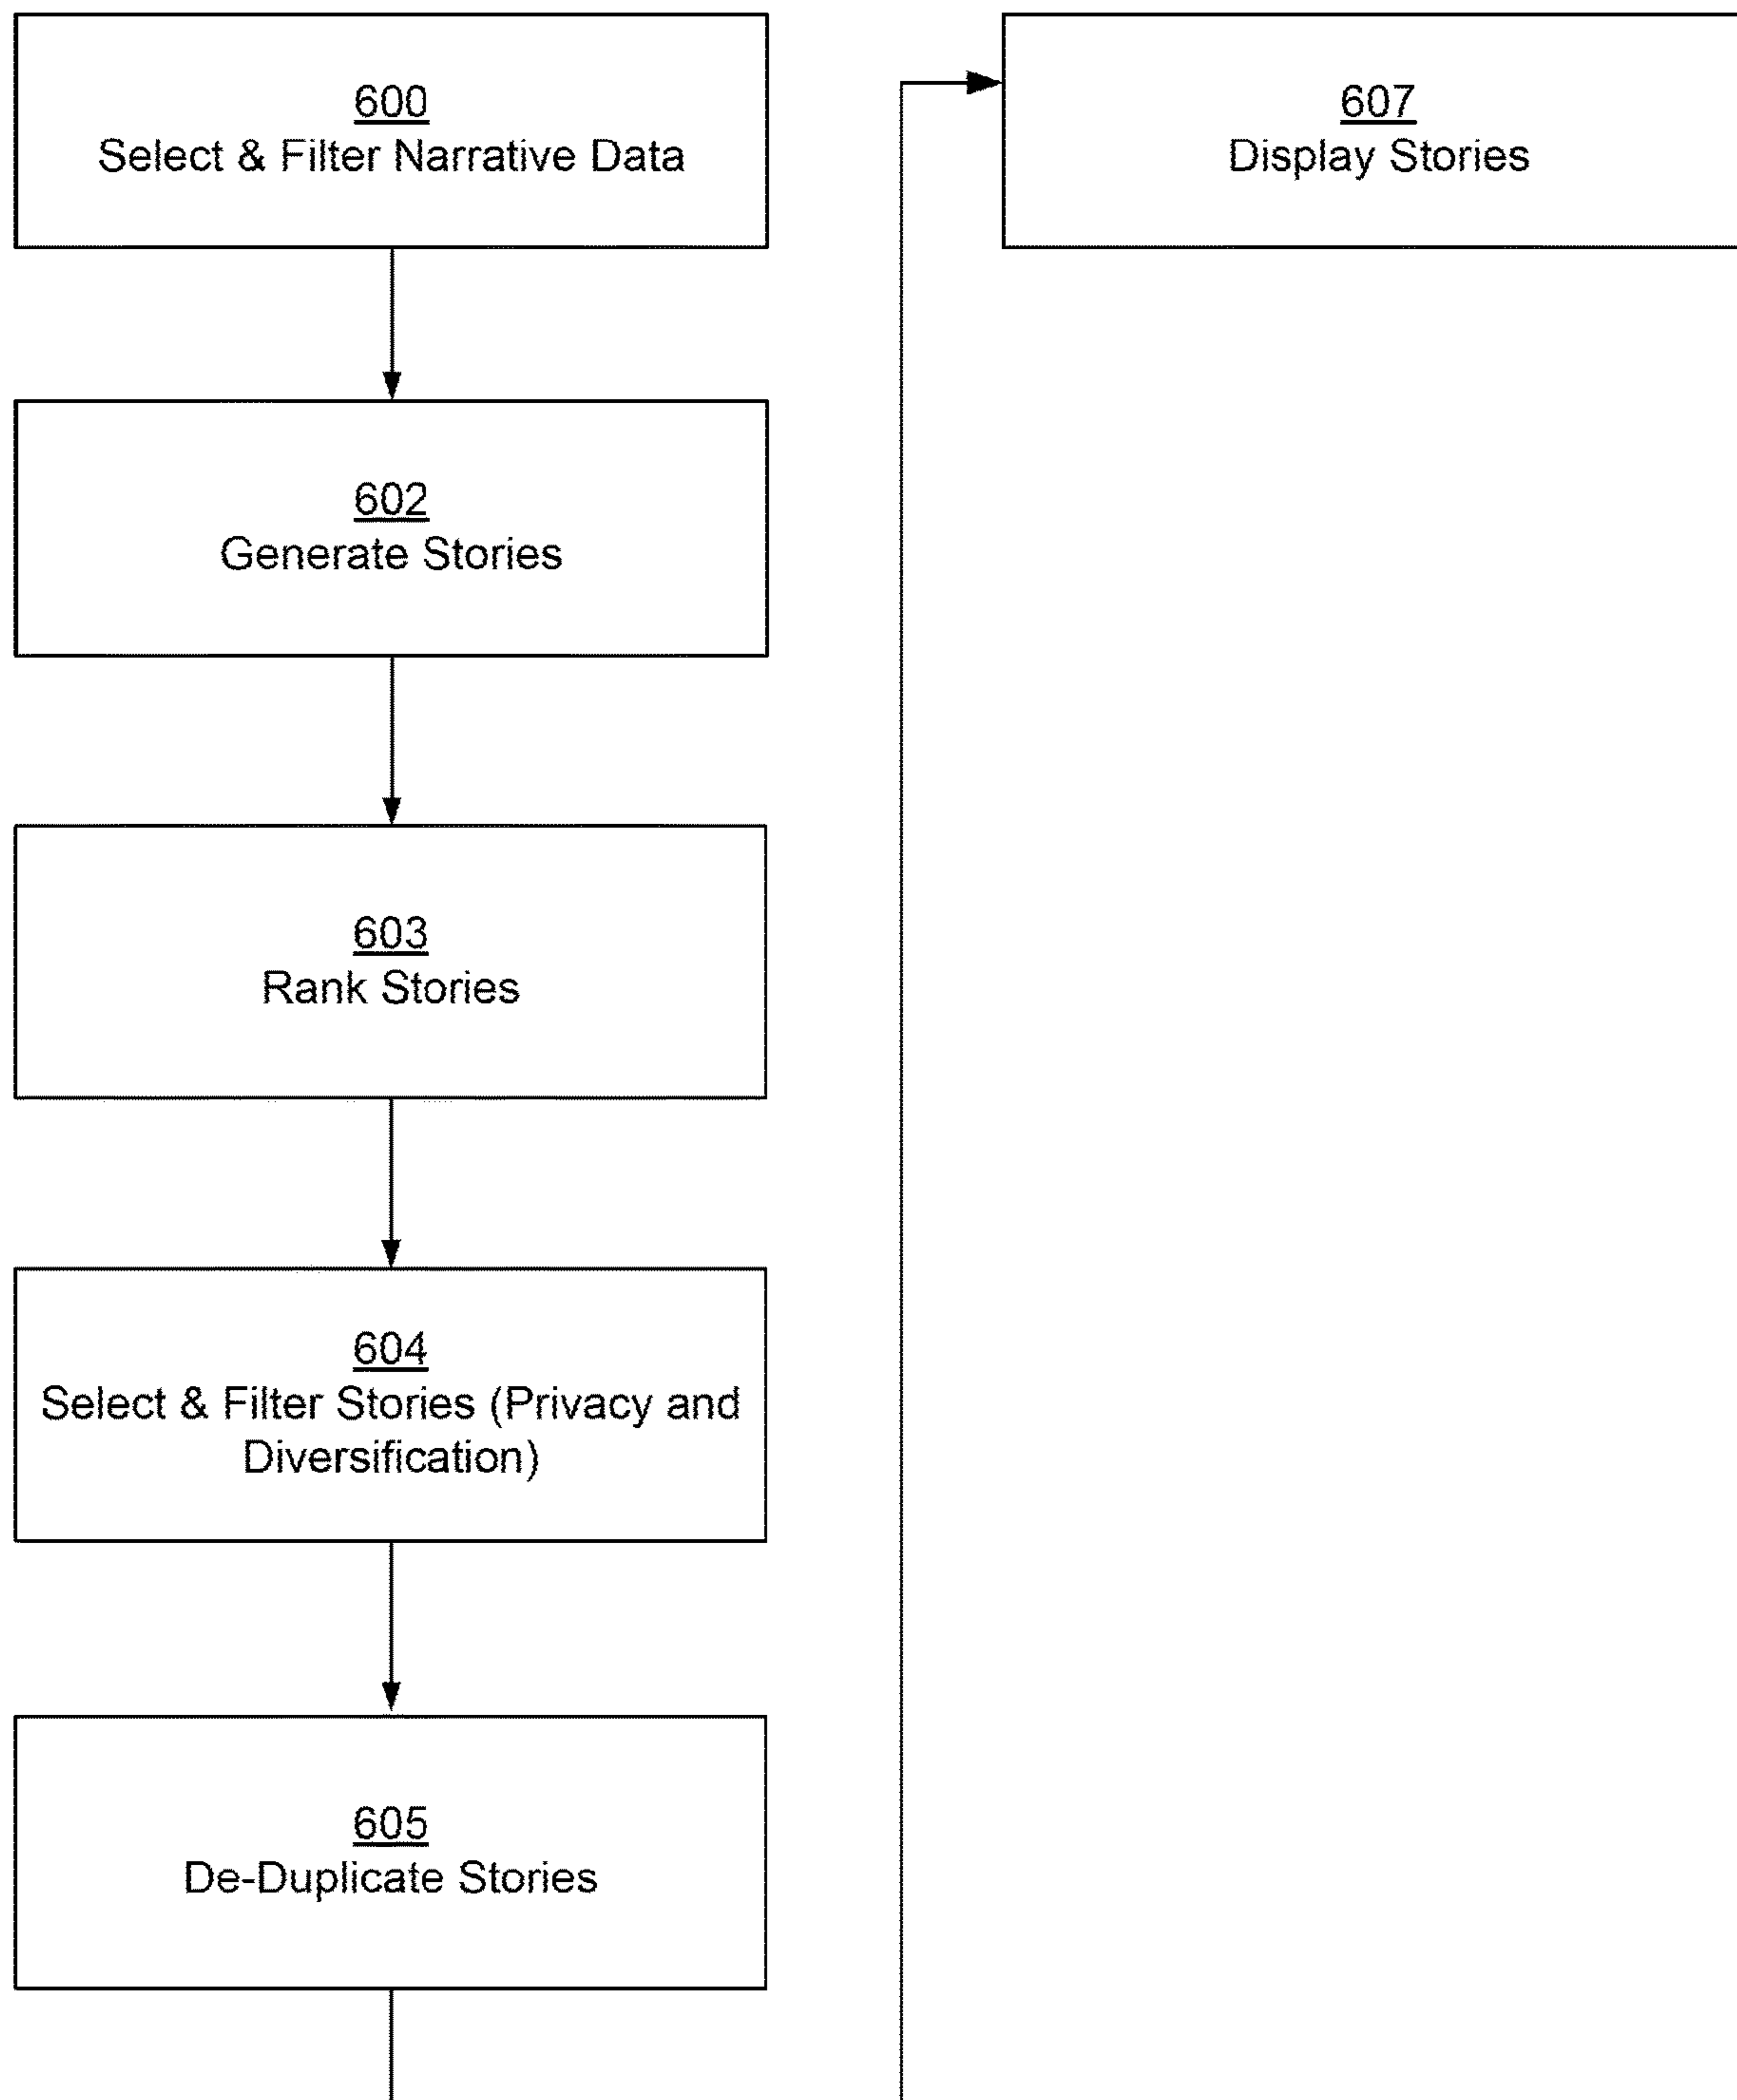 600
Select & Filter Narrative Data
602
Generate Stories
603
Rank Stories
604
Select & Filter Stories (Privacy and
Diversification)
605
De-Duplicate Stories
607
Display Stories